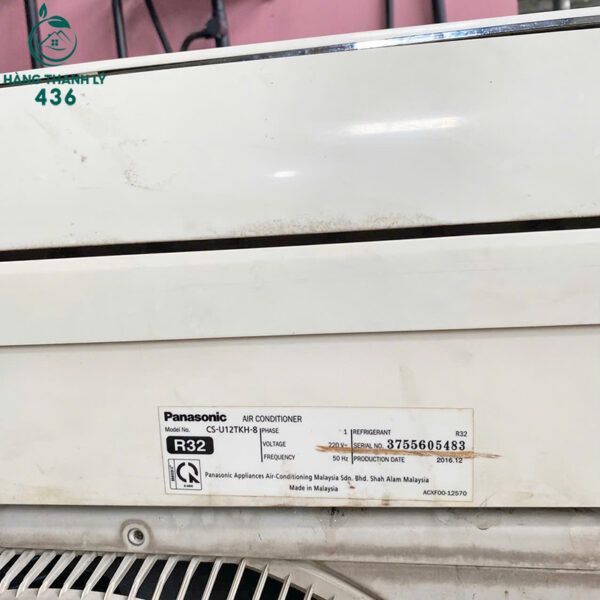 HÀNG THANH LÝ
436
Panasonic AIR CONDITIONER
Model No. CS-U12TKH-8 PHASE 1 REFRIGERANT R32
R32 VOLTAGE 220 V~ SERIAL NO. 3755605483
FREQUENCY 50 Hz PRODUCTION DATE 2016.12
Panasonic Appliances Air-Conditioning Malaysia Sdn. Bhd. Shah Alam Malaysia
Made in Malaysia
ACXF00-12570